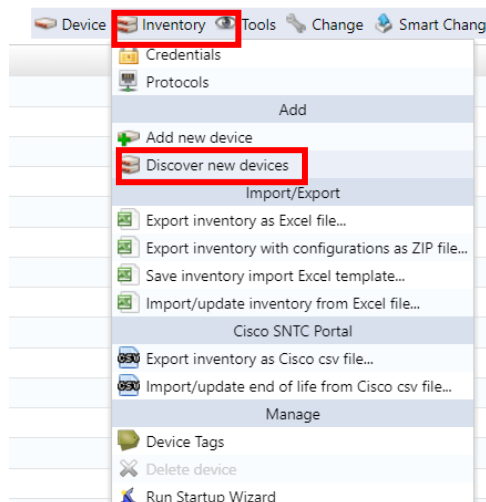 Device Inventory Tools Change Smart Chang
Credentials
Protocols
Add
Add new device
Discover new devices
Import/Export
Export inventory as Excel file...
Export inventory with configurations as ZIP file...
Save inventory import Excel template...
Import/update inventory from Excel file...
Cisco SNTC Portal
CSV Export inventory as Cisco csv file...
CSV Import/update end of life from Cisco csv file...
Manage
Device Tags
Delete device
Run Startup Wizard